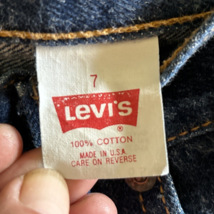 7
LEVI'S
®
100% COTTON
MADE IN U.S.A.
CARE ON REVERSE